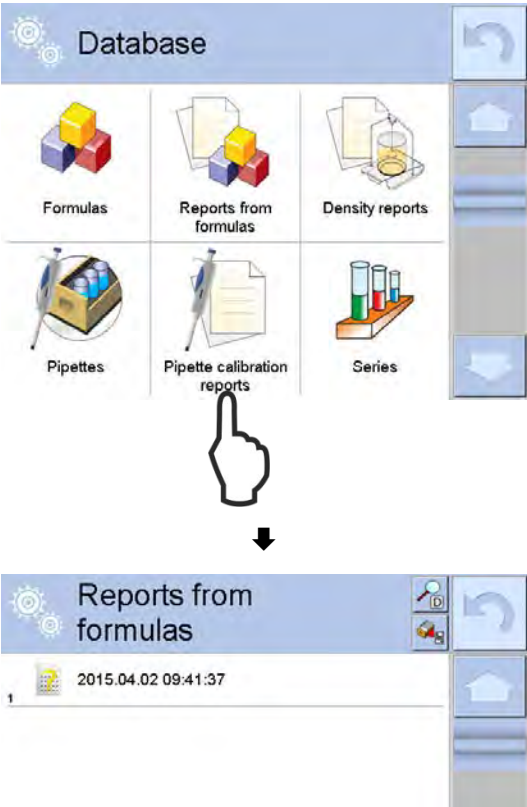 Database
Formulas
Reports from
formulas
Density reports
Pipettes
Pipette calibration
reports
Series
Reports from
formulas
D
1
2015.04.02 09:41:37